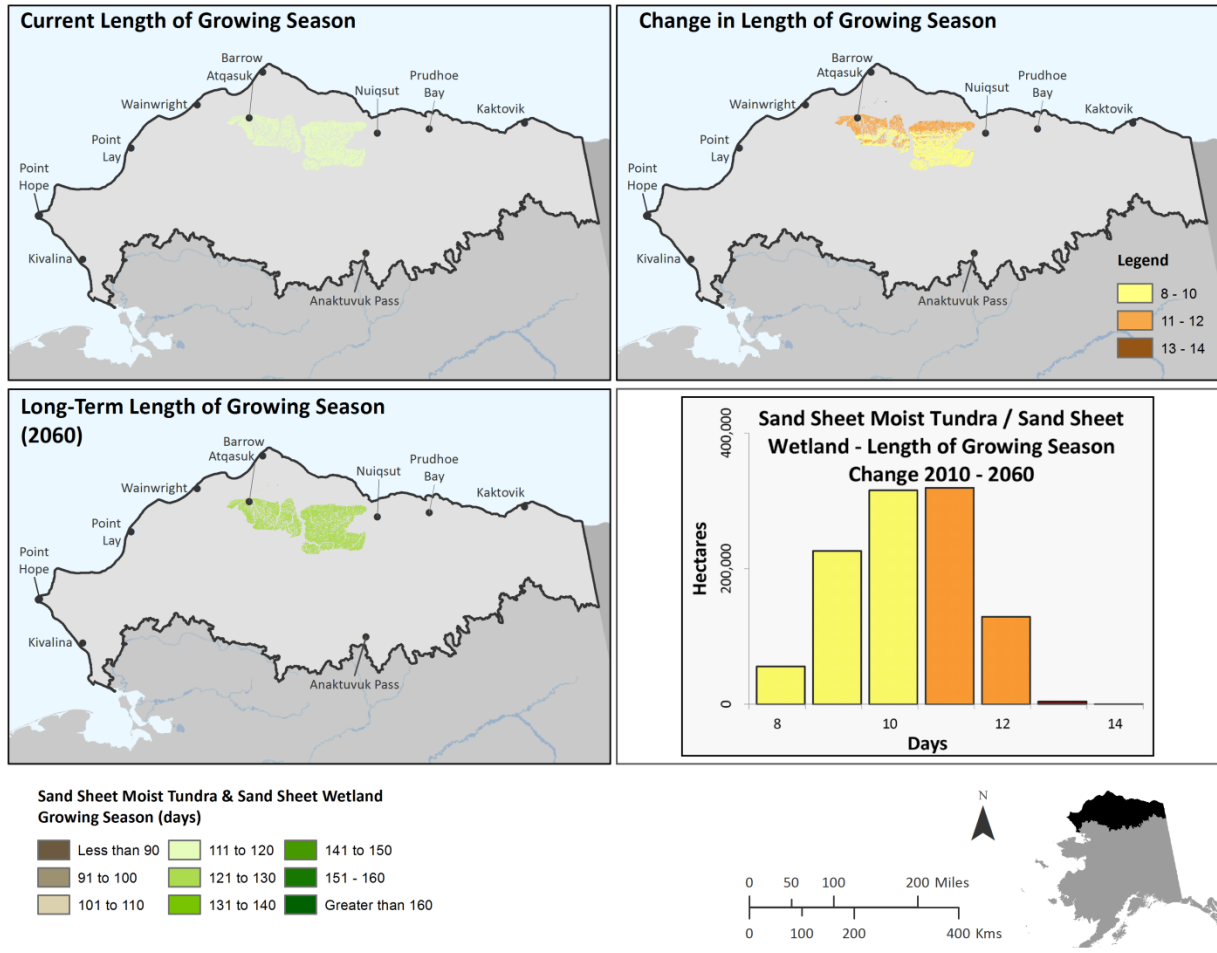 Current Length of Growing Season
Barrow
Atqasuk
Wainwright
Nuiqsut
Prudhoe
Bay
Kaktovik
Point
Lay
Point
Hope
Kivalina
Anaktuvuk Pass
Change in Length of Growing Season
Barrow
Atqasuk
Wainwright
Nuiqsut
Prudhoe
Bay
Kaktovik
Point
Lay
Point
Hope
Kivalina
Anaktuvuk Pass
Legend
8 - 10
11 - 12
13 - 14
Long-Term Length of Growing Season
(2060)
Barrow
Atqasuk
Wainwright
Nuiqsut
Prudhoe
Bay
Kaktovik
Point
Lay
Point
Hope
Kivalina
Anaktuvuk Pass
Sand Sheet Moist Tundra / Sand Sheet
Wetland - Length of Growing Season
Change 2010 - 2060
400,000
200,000
0
Hectares
8 10 12 14
Days
Sand Sheet Moist Tundra & Sand Sheet Wetland
Growing Season (days)
Less than 90 111 to 120 141 to 150
91 to 100 121 to 130 151 - 160
101 to 110 131 to 140 Greater than 160
N
0 50 100 200 Miles
0 100 200 400 Kms